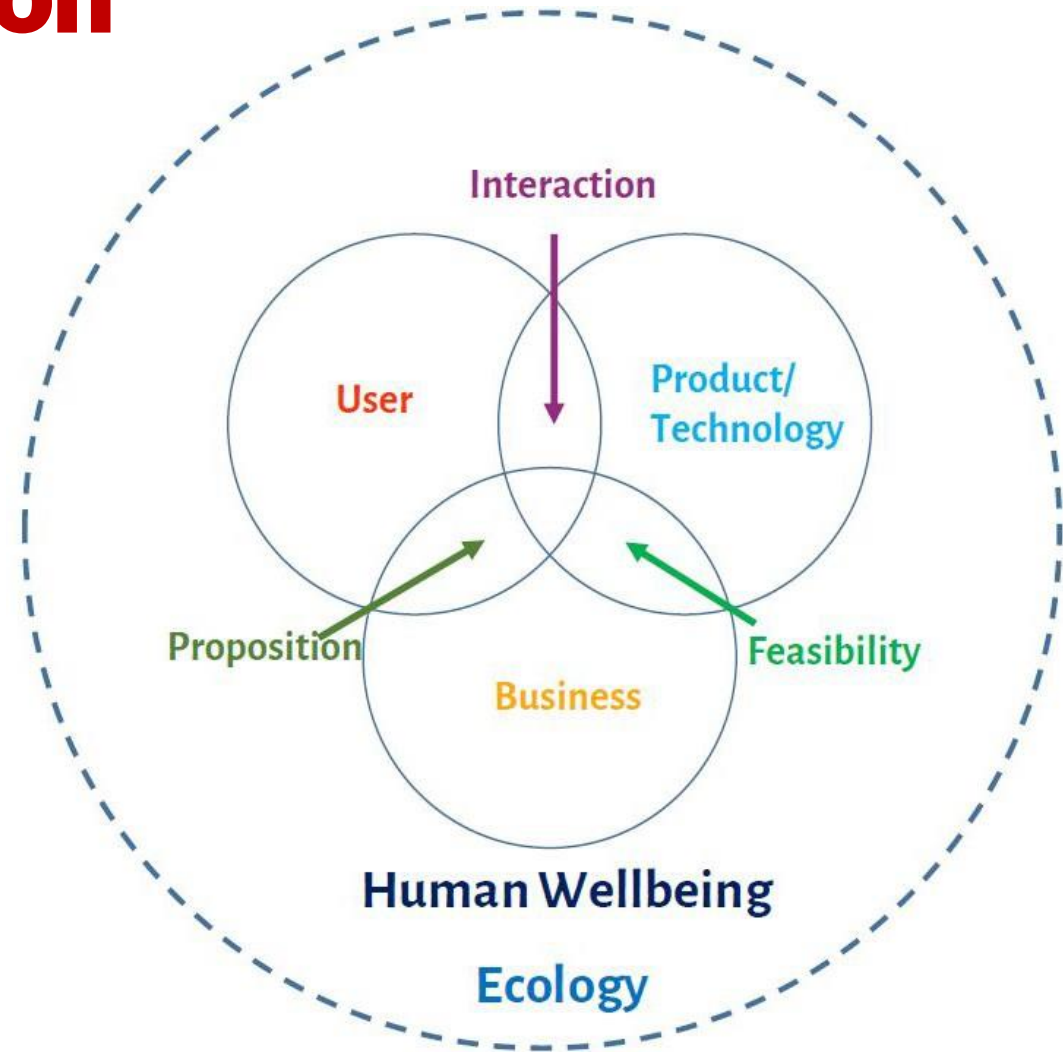 Interaction
User
Product/
Technology
Proposition
Feasibility
Business
Human Wellbeing
Ecology